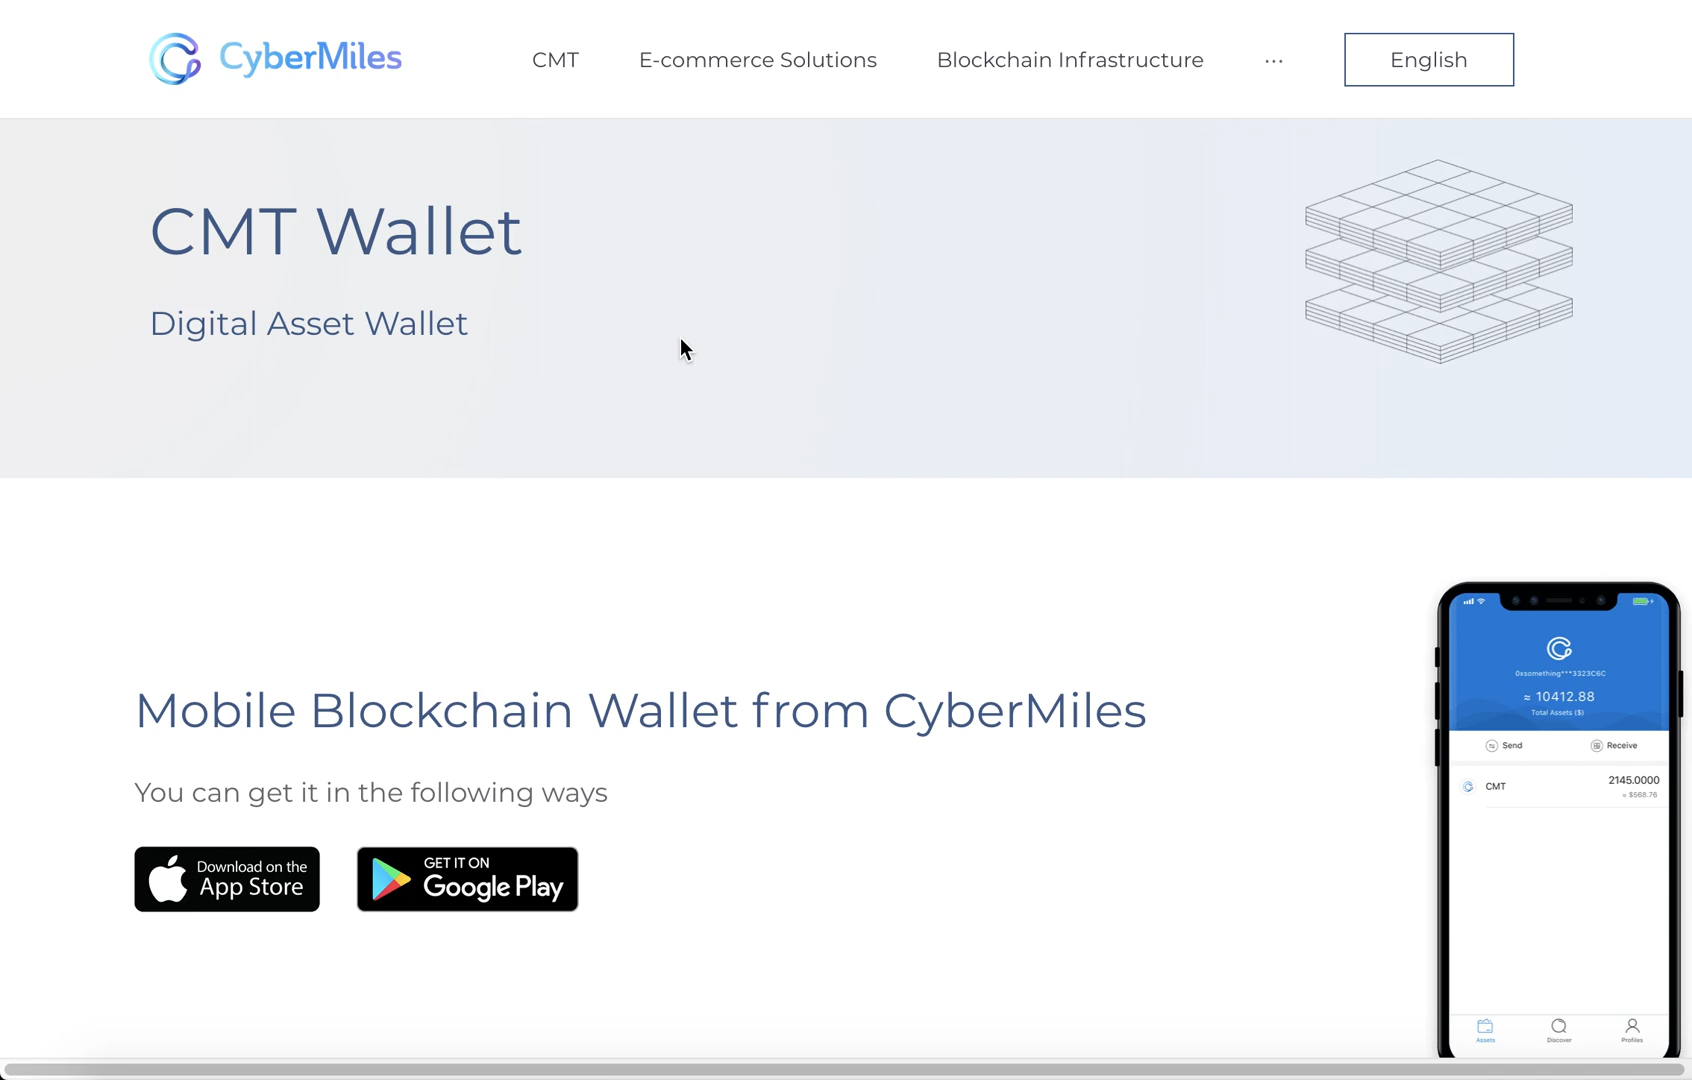 CyberMiles
CMT
E-commerce Solutions
Blockchain Infrastructure
...
English
CMT Wallet
Digital Asset Wallet
Mobile Blockchain Wallet from CyberMiles
You can get it in the following ways
Download on the
App Store
GET IT ON
Google Play
0xsomething***3323C6C
≈ 10412.88
Total Assets ($)
Send
Receive
CMT
2145.0000
≈ $568.76
Assets
Discover
Profiles